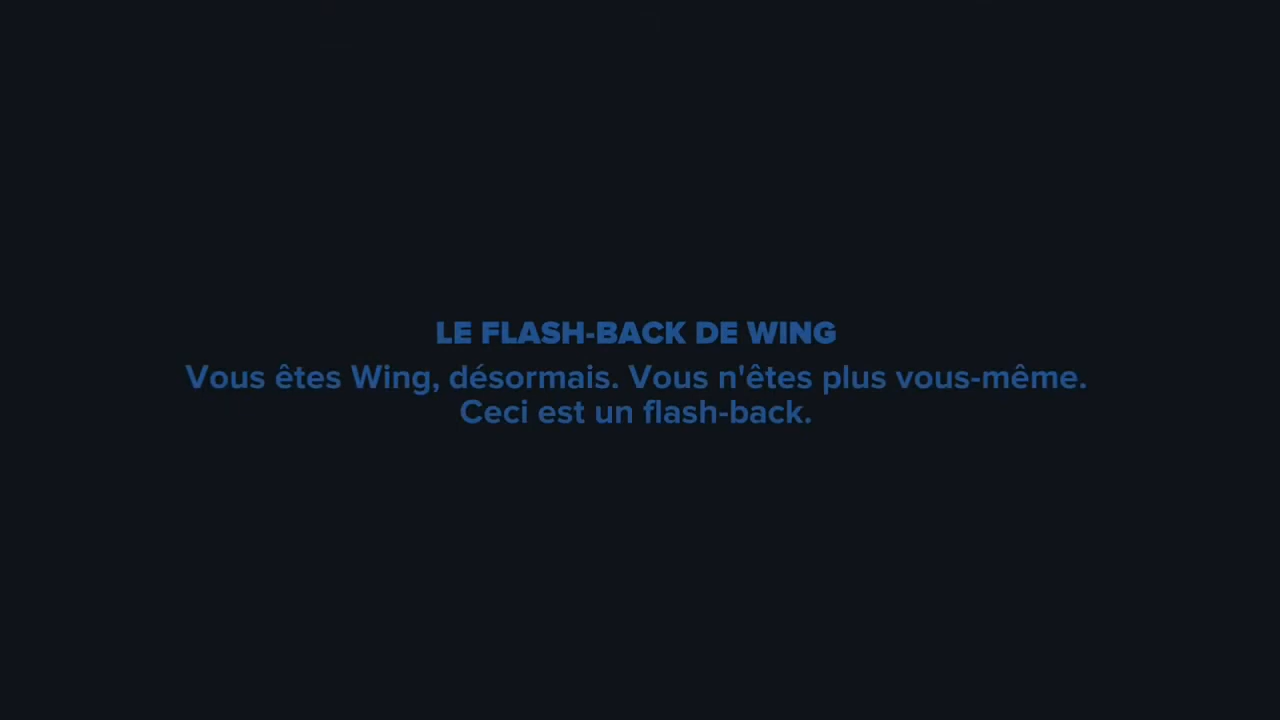 LE FLASH-BACK DE WING
Vous êtes Wing, désormais. Vous n'êtes plus vous-même.
Ceci est un flash-back.